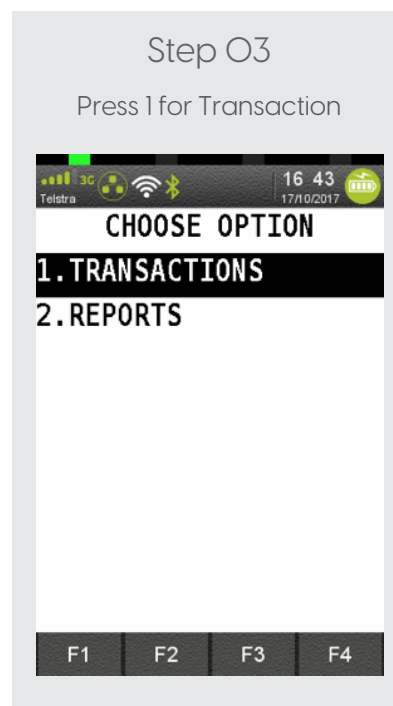 Step 03
Press 1 for Transaction
3G
16 43
Telstra
17/10/2017
CHOOSE OPTION
1.TRANSACTIONS
2.REPORTS
F1 F2 F3 F4